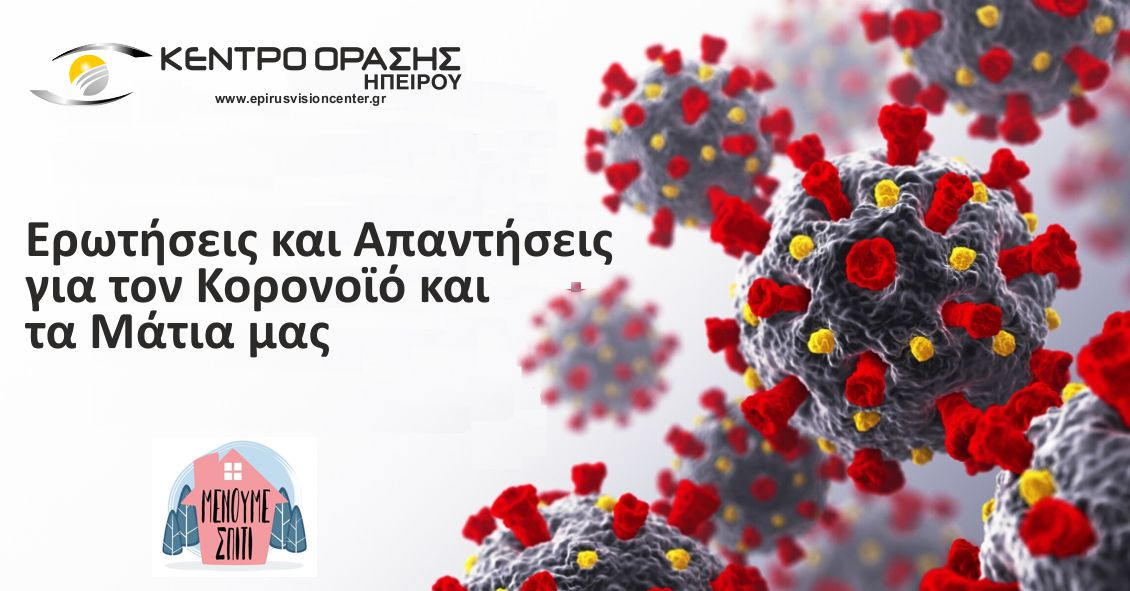 ΚΕΝΤΡΟ ΟΡΑΣΗΣ
ΗΠΕΙΡΟΥ
www.epirusvisioncenter.gr
Ερωτήσεις και Απαντήσεις
για τον Κορονοϊό και
τα Μάτια μας
ΜΕΝΟΥΜΕ
ΣΠΙΤΙ